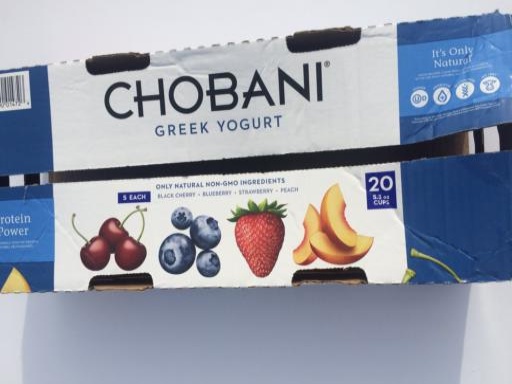 CHOBANI®
GREEK YOGURT
It's Only
Natural
ONLY NATURAL NON-GMO INGREDIENTS
5 EACH
BLACK CHERRY • BLUEBERRY • STRAWBERRY • PEACH
20
5.3 oz
CUPS
Protein
Power